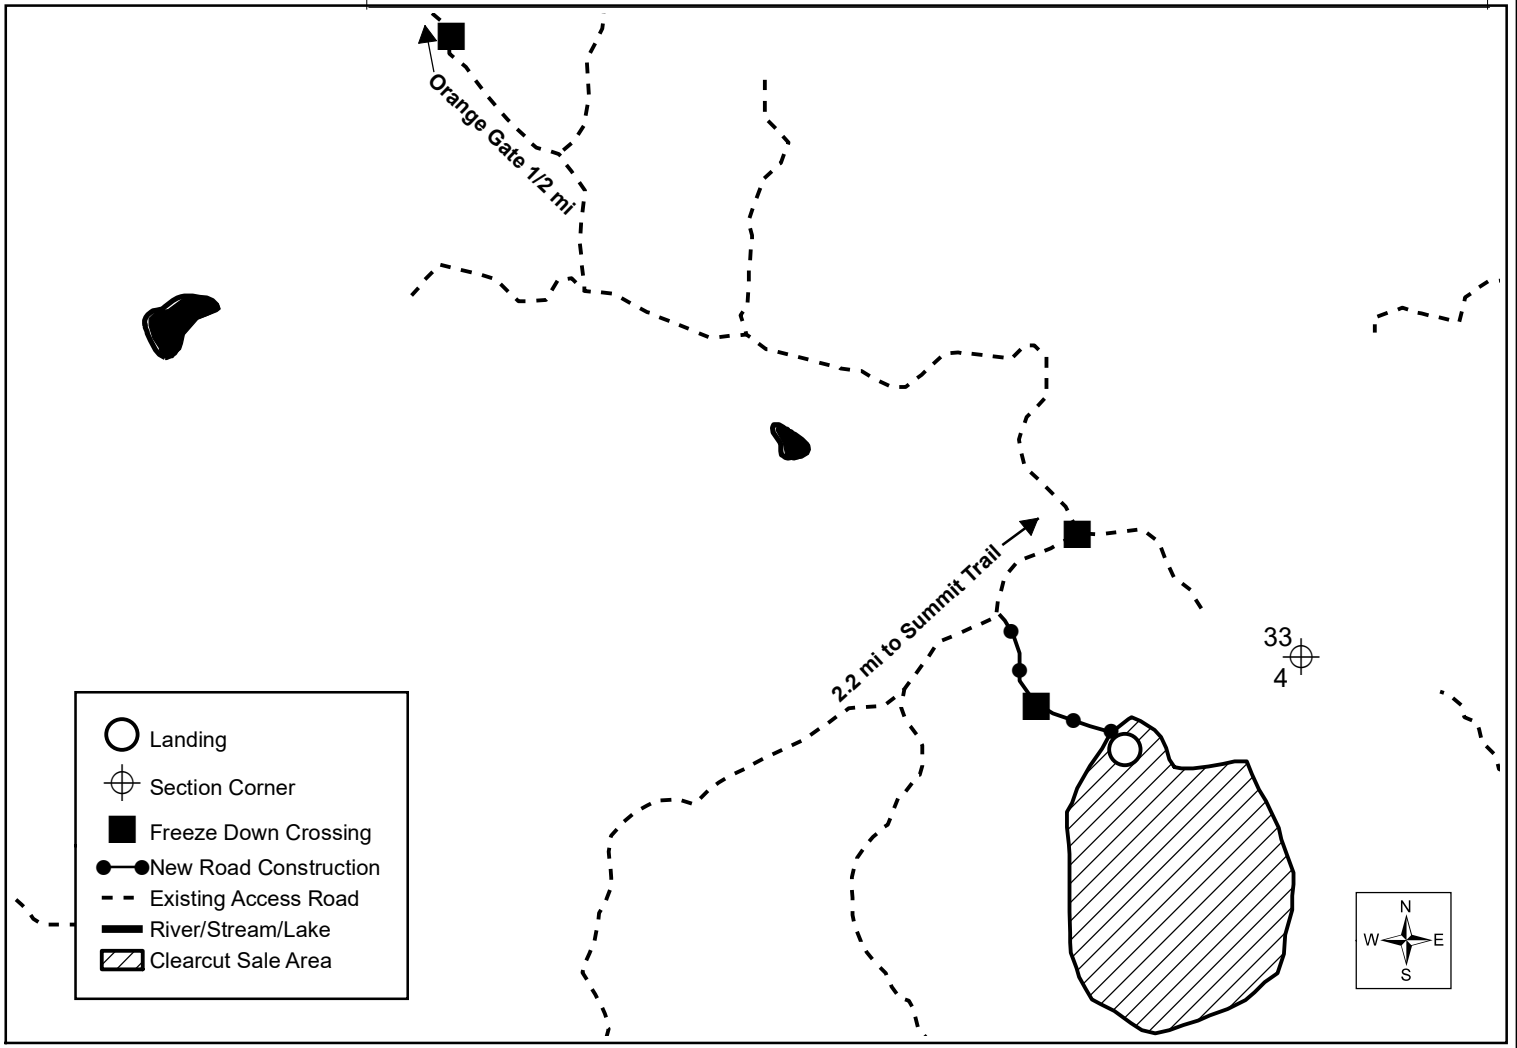 Orange Gate 1/2 mi
2.2 mi to Summit Trail
33
4
Landing
Section Corner
Freeze Down Crossing
New Road Construction
Existing Access Road
River/Stream/Lake
Clearcut Sale Area
N
W E
S